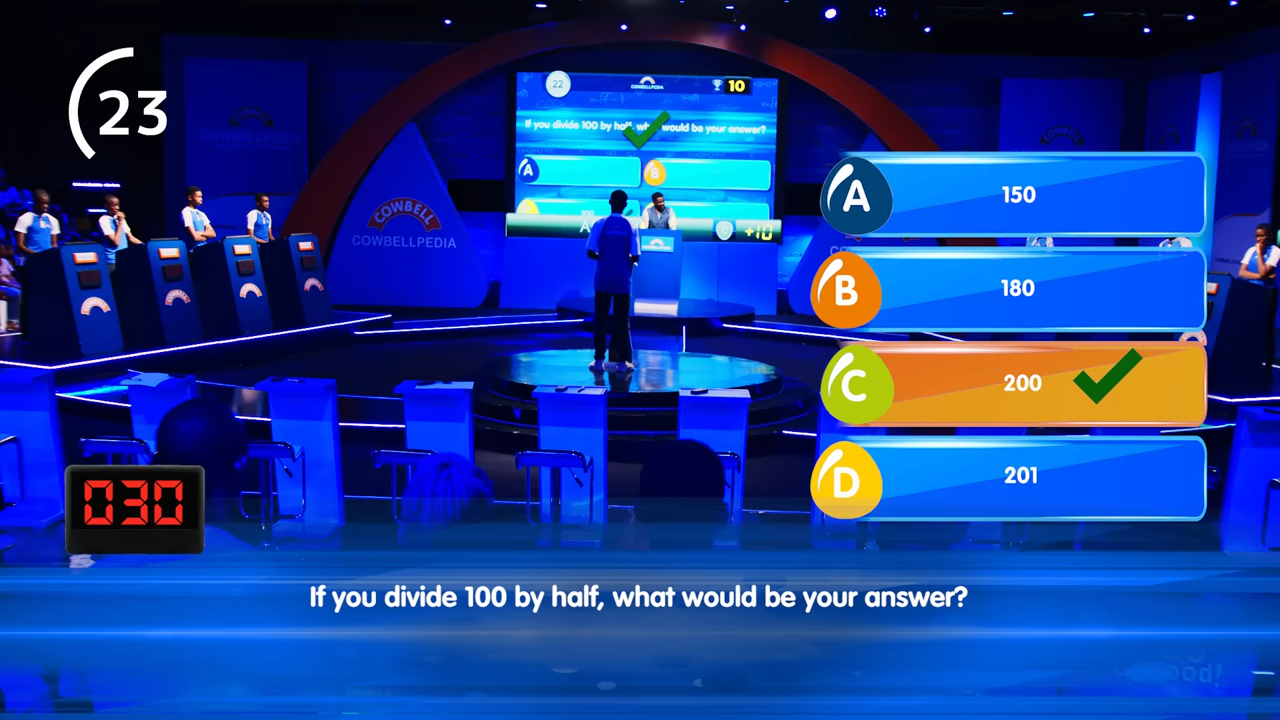 23
22
COWBELLPEDIA
10
If you divide 100 by half, what would be your answer?
A
B
200
+10
COWBELL
COWBELLPEDIA
A
150
B
180
C
200
D
201
030
If you divide 100 by half, what would be your answer?